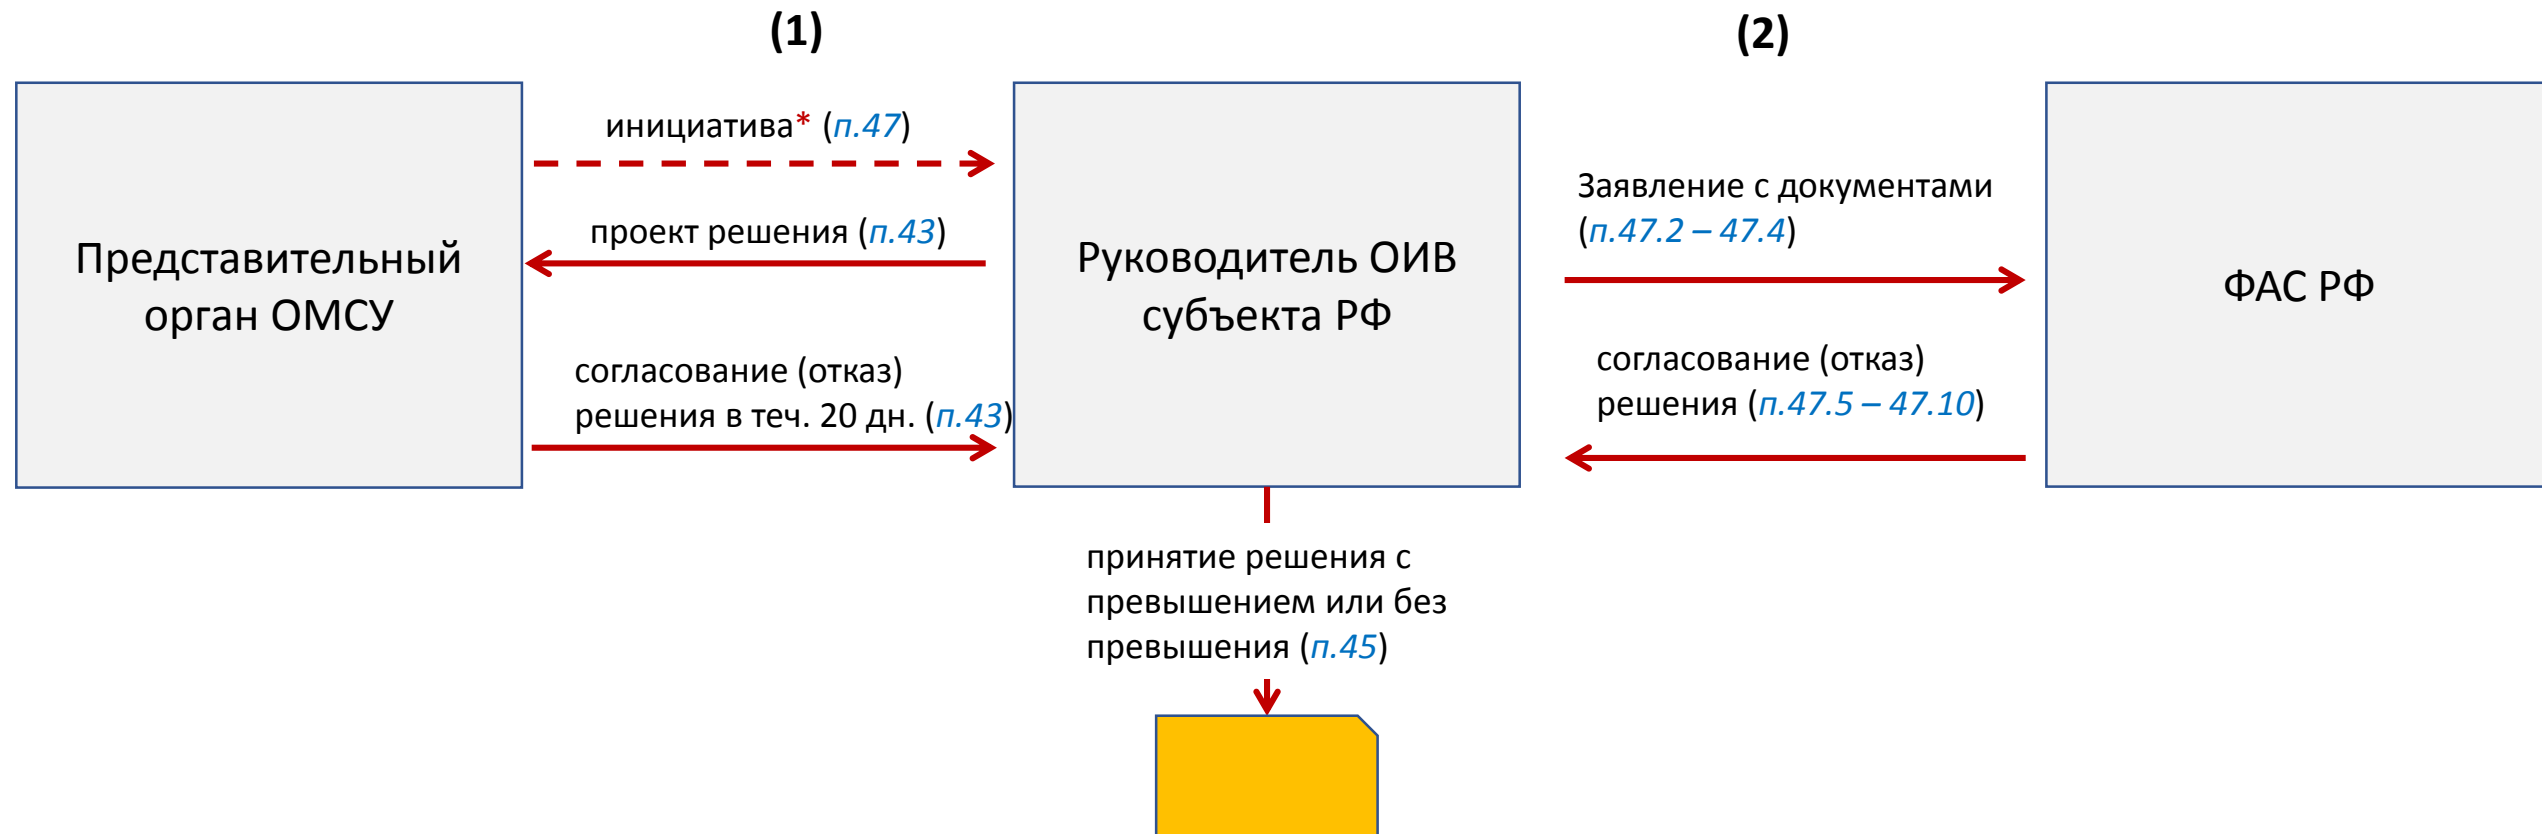 (1)
(2)
Представительный
орган ОМСУ
инициатива* (п.47)
проект решения (п.43)
согласование (отказ)
решения в теч. 20 дн. (п.43)
Руководитель ОИВ
субъекта РФ
Заявление с документами
(п.47.2 – 47.4)
согласование (отказ)
решения (п.47.5 – 47.10)
ФАС РФ
принятие решения с
превышением или без
превышения (п.45)